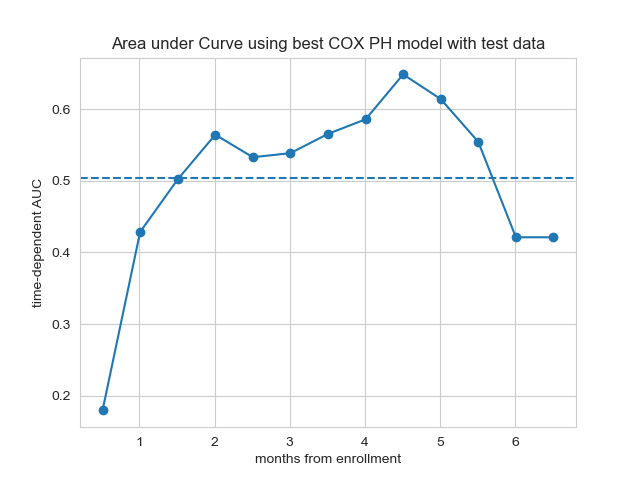 Area under Curve using best COX PH model with test data
time-dependent AUC
0.6
0.5
0.4
0.3
0.2
1 2 3 4 5 6
months from enrollment